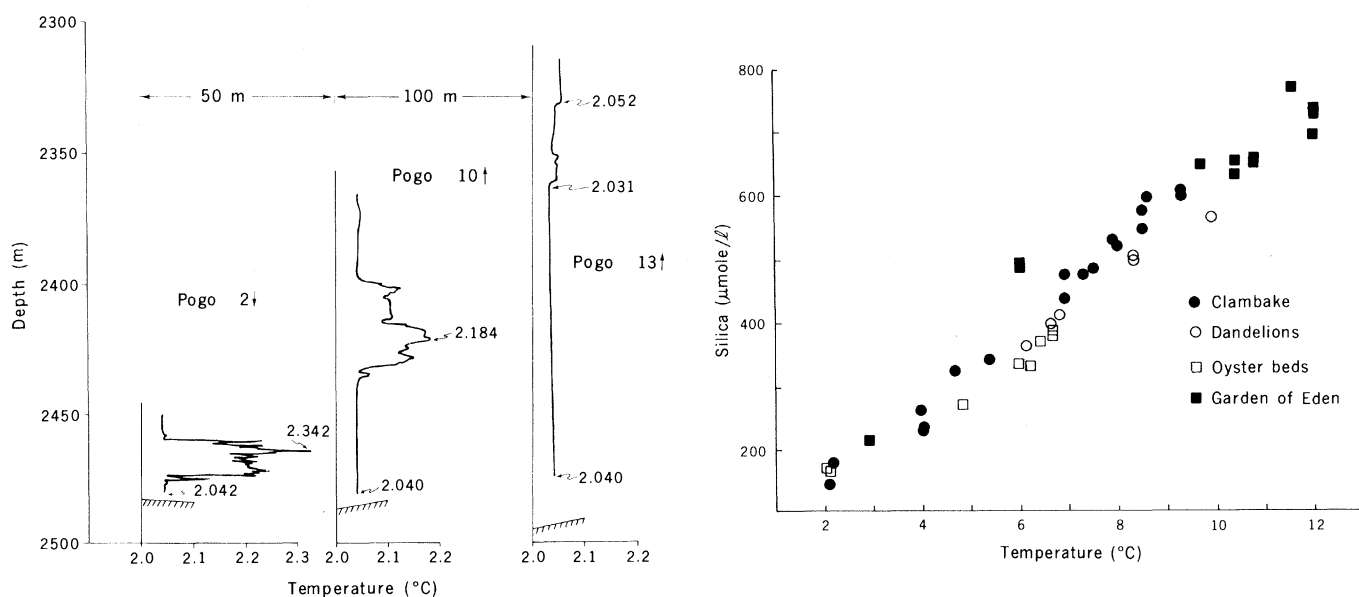 2300
2350
2400
2450
2500
Depth (m)
50 m
100 m
Pogo 2↓
Pogo 10↑
Pogo 13↑
2.052
2.031
2.184
2.342
2.042
2.040
2.040
2.0 2.1 2.2 2.3
2.0 2.1 2.2
2.0 2.1 2.2
Temperature (°C)
800
600
400
200
Silica (μmole/ℓ)
Clambake
Dandelions
Oyster beds
Garden of Eden
2 4 6 8 10 12
Temperature (°C)